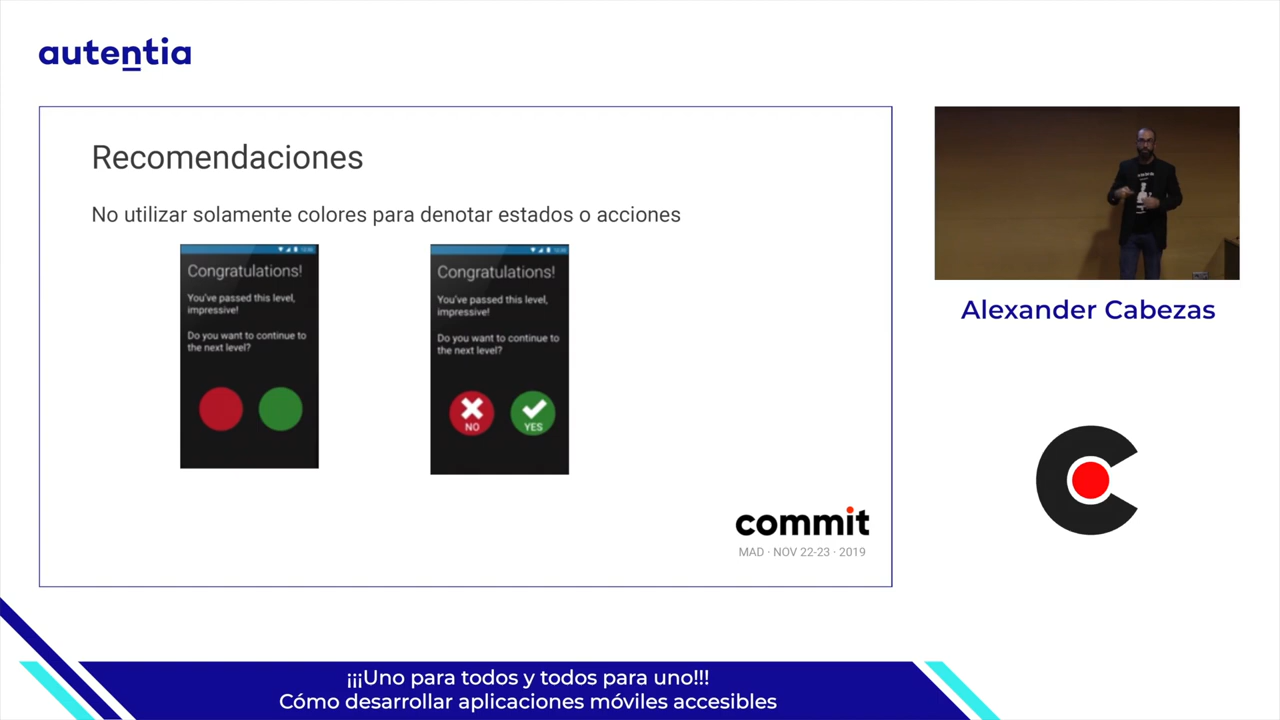 autentia
Recomendaciones
No utilizar solamente colores para denotar estados o acciones
Congratulations!
You've passed this level,
impressive!
Do you want to continue to
the next level?
Congratulations!
You've passed this level,
impressive!
Do you want to continue to
the next level?
NO
YES
commit
MAD · NOV 22-23 · 2019
Alexander Cabezas
¡¡¡Uno para todos y todos para uno!!!
Cómo desarrollar aplicaciones móviles accesibles